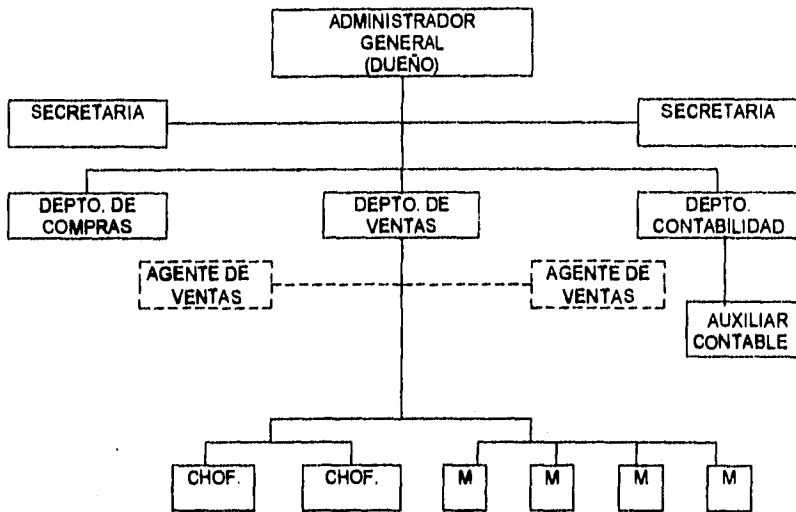 ADMINISTRADOR
GENERAL
(DUEÑO)
SECRETARIA
SECRETARIA
DEPTO. DE
COMPRAS
DEPTO. DE
VENTAS
DEPTO.
CONTABILIDAD
AGENTE DE
VENTAS
AGENTE DE
VENTAS
AUXILIAR
CONTABLE
CHOF.
CHOF.
M
M
M
M